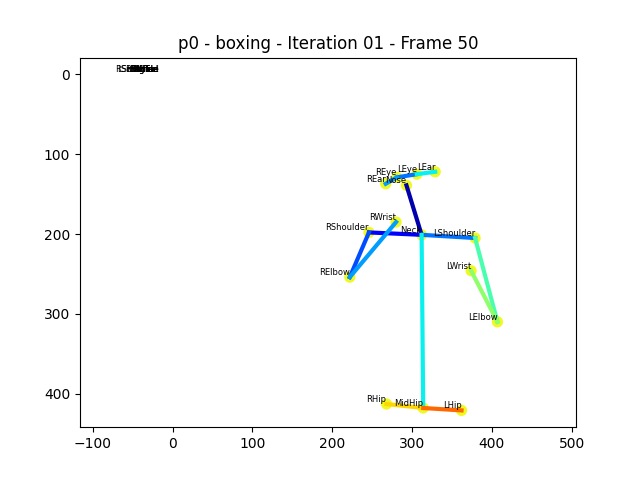 p0 - boxing - Iteration 01 - Frame 50
0
100
200
300
400
−100
0
100
200
300
400
500
LEar
LEye
REye
REar
Nose
RWrist
RShoulder
Neck
LShoulder
LWrist
RElbow
LElbow
RHip
MidHip
LHip